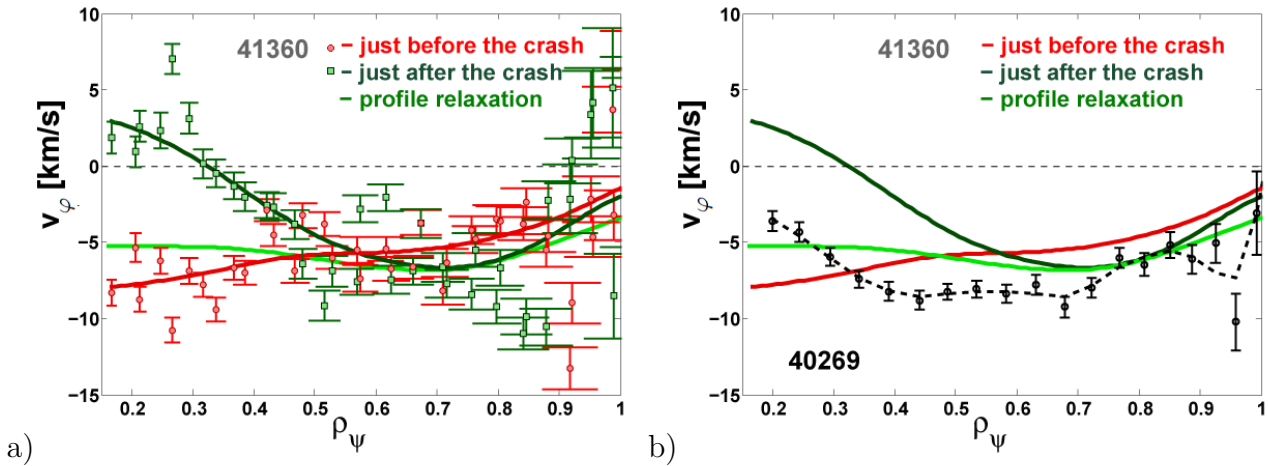 41360
– just before the crash
– just after the crash
– profile relaxation
v_φ [km/s]
10
5
0
−5
−10
−15
0.2 0.3 0.4 0.5 0.6 0.7 0.8 0.9 1
ρ_ψ
a)
41360
– just before the crash
– just after the crash
– profile relaxation
v_φ [km/s]
10
5
0
−5
−10
−15
40269
0.2 0.3 0.4 0.5 0.6 0.7 0.8 0.9 1
ρ_ψ
b)